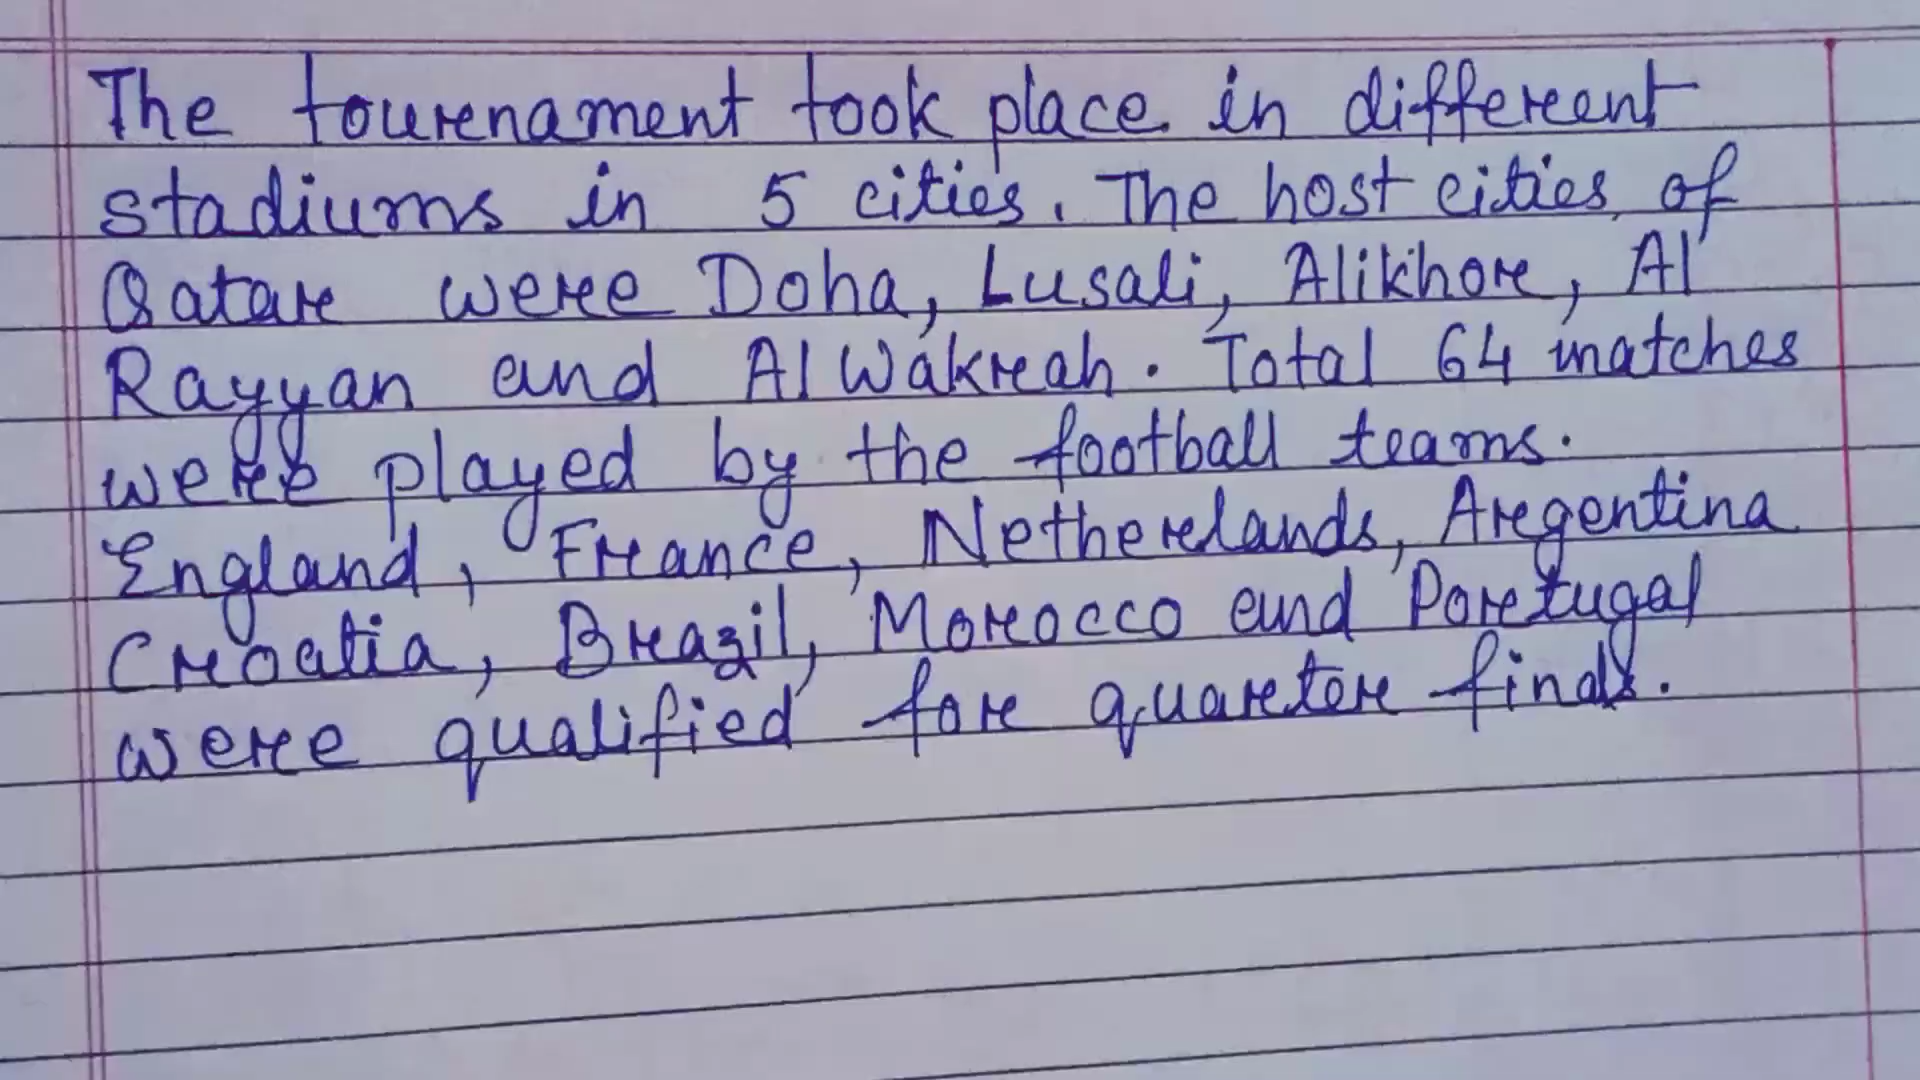 The tournament took place in different
stadiums in 5 cities. The host cities of
Qatar were Doha, Lusali, Alikhor, Al
Rayyan and Al Wakrah. Total 64 matches
were played by the football teams.
England, France, Netherlands, Argentina
Croatia, Brazil, Morocco and Portugal
were qualified for quarter finals.